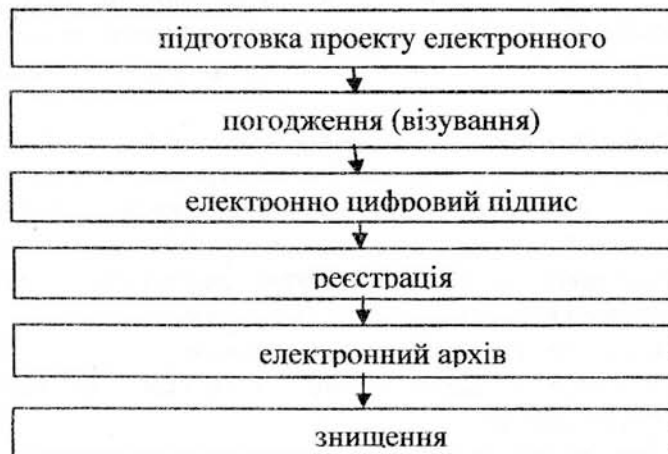 підготовка проекту електронного
погодження (візування)
електронно цифровий підпис
реєстрація
електронний архів
знищення